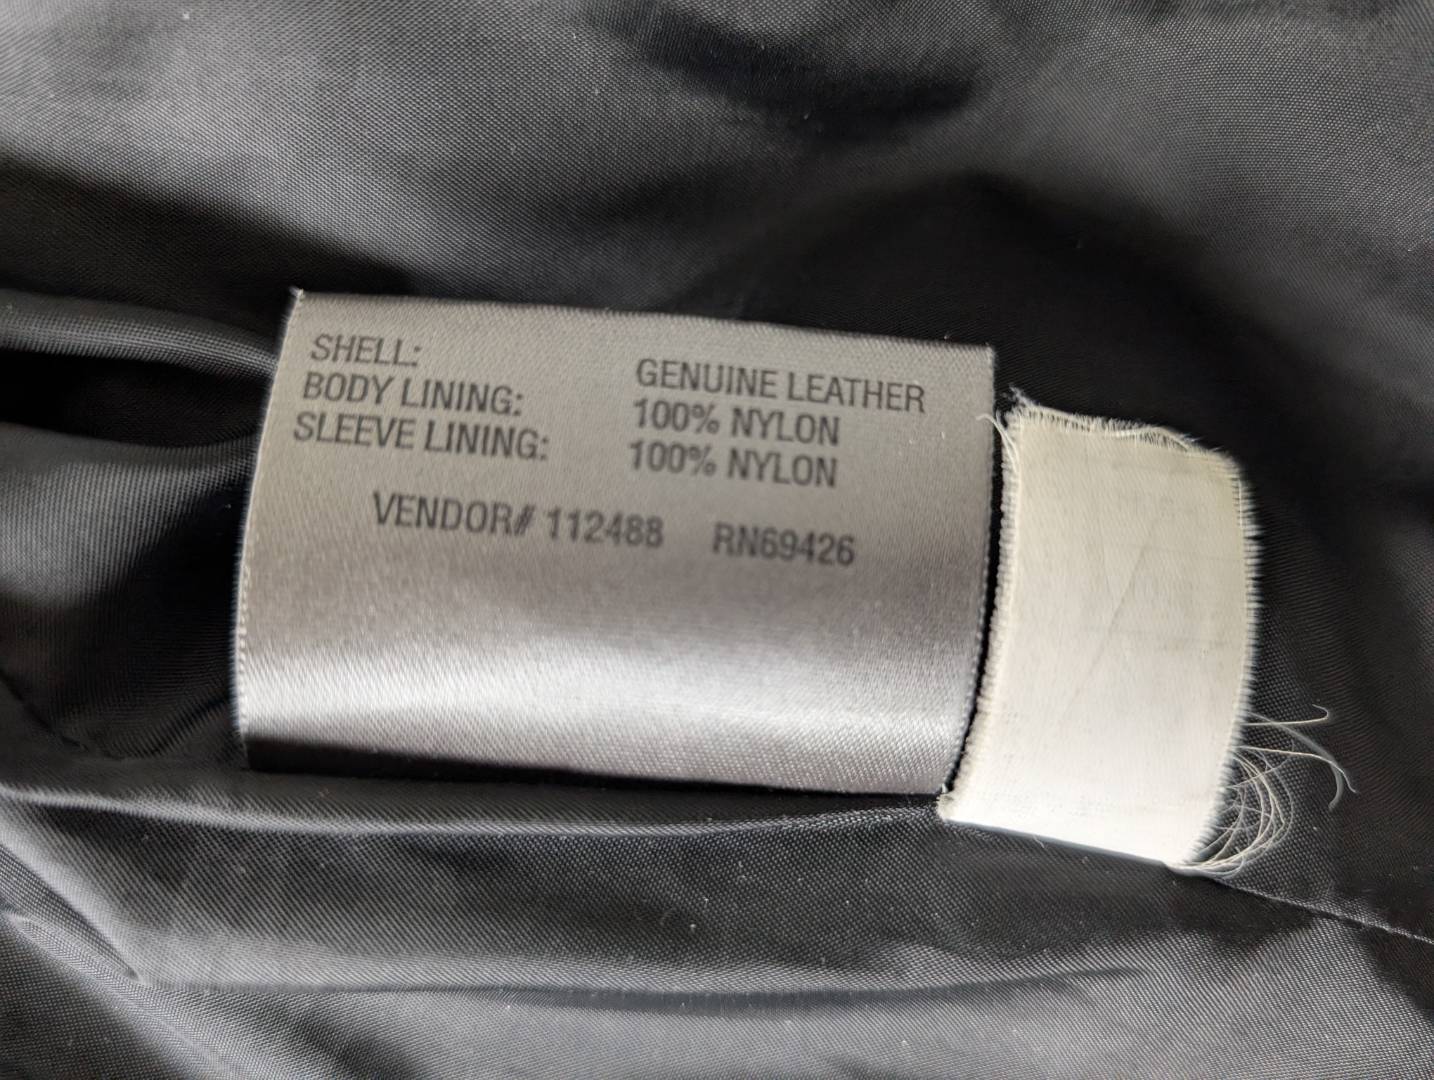 SHELL: GENUINE LEATHER
BODY LINING: 100% NYLON
SLEEVE LINING: 100% NYLON
VENDOR# 112488 RN69426